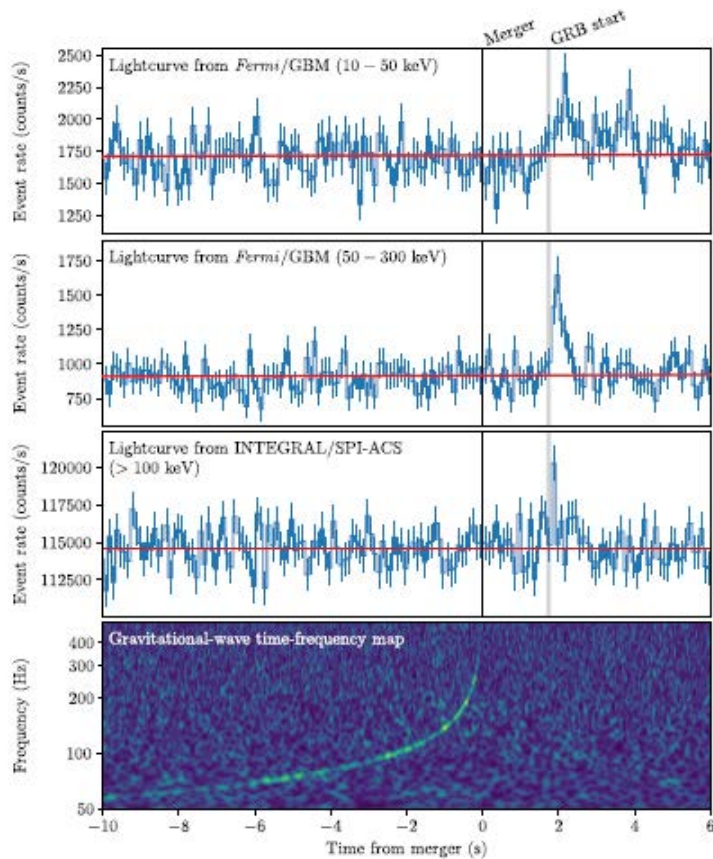 Merger
GRB start
Lightcurve from Fermi/GBM (10 − 50 keV)
Event rate (counts/s)
2500
2250
2000
1750
1500
1250
Lightcurve from Fermi/GBM (50 − 300 keV)
Event rate (counts/s)
1750
1500
1250
1000
750
Lightcurve from INTEGRAL/SPI-ACS
(> 100 keV)
Event rate (counts/s)
120000
117500
115000
112500
Gravitational-wave time-frequency map
Frequency (Hz)
400
300
200
100
50
−10 −8 −6 −4 −2 0 2 4 6
Time from merger (s)